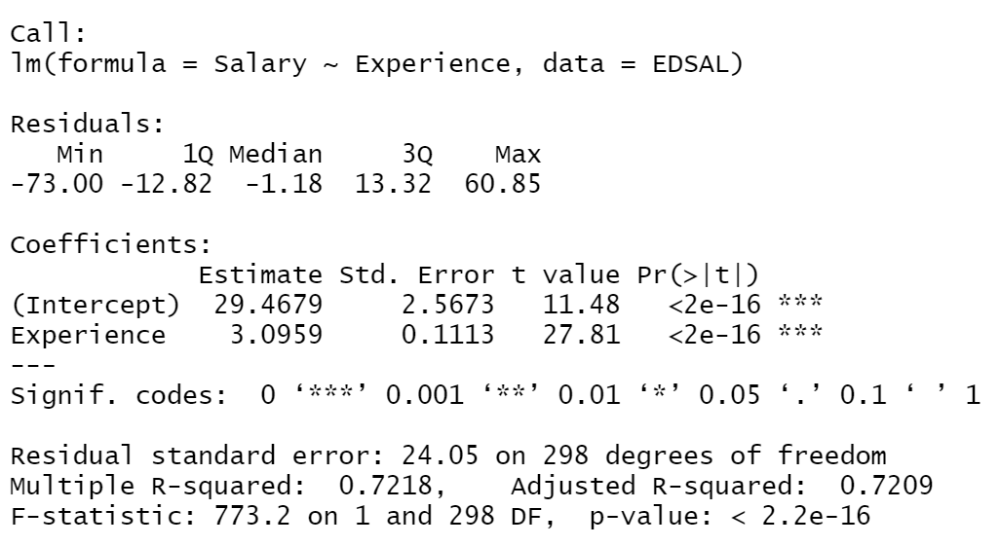 Call:
lm(formula = Salary ~ Experience, data = EDSAL)
Residuals:
Min 1Q Median 3Q Max
-73.00 -12.82 -1.18 13.32 60.85
Coefficients:
Estimate Std. Error t value Pr(>|t|)
(Intercept) 29.4679 2.5673 11.48 <2e-16 ***
Experience 3.0959 0.1113 27.81 <2e-16 ***
---
Signif. codes: 0 ‘***’ 0.001 ‘**’ 0.01 ‘*’ 0.05 ‘.’ 0.1 ‘ ’ 1
Residual standard error: 24.05 on 298 degrees of freedom
Multiple R-squared: 0.7218, Adjusted R-squared: 0.7209
F-statistic: 773.2 on 1 and 298 DF, p-value: < 2.2e-16